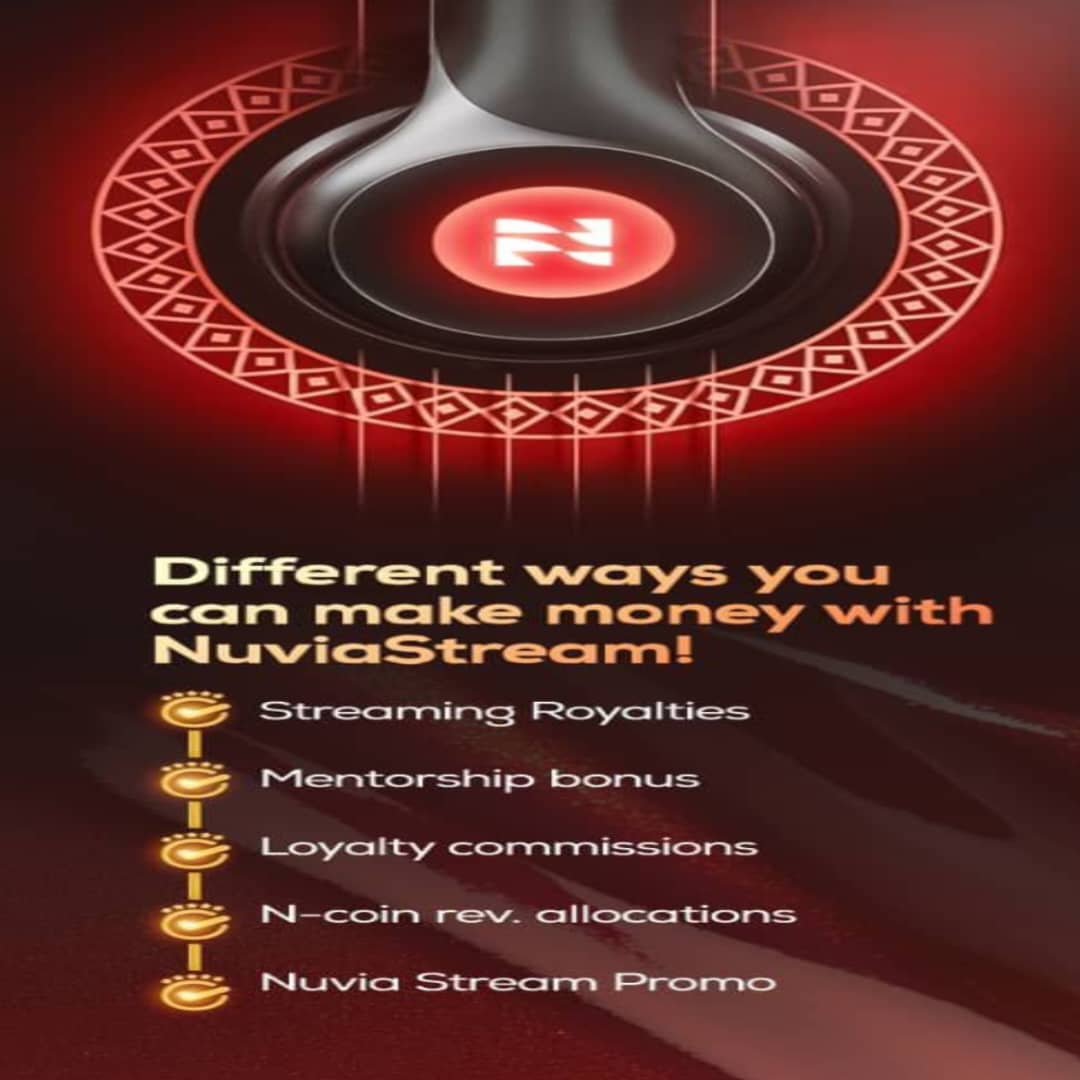 Different ways you
can make money with
NuviaStream!
Streaming Royalties
Mentorship bonus
Loyalty commissions
N-coin rev. allocations
Nuvia Stream Promo